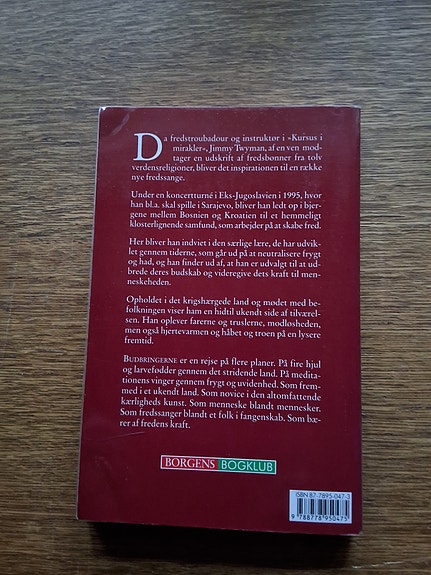 Da fredstroubadour og instruktør i »Kursus i
mirakler«, Jimmy Twyman, af en ven mod-
tager en udskrift af fredsbønner fra tolv
verdensreligioner, bliver det inspirationen til en række
nye fredssange.
Under en koncertturné i Eks-Jugoslavien i 1995, hvor
han bl.a. skal spille i Sarajevo, bliver han ledt op i bjer-
gene mellem Bosnien og Kroatien til et hemmeligt
klosterlignende samfund, som arbejder på at skabe fred.
Her bliver han indviet i den særlige lære, de har udvik-
let gennem tiderne, som går ud på at neutralisere frygt
og had, og han finder ud af, at han er udvalgt til at ud-
brede deres budskab og videregive dets kraft til men-
neskeheden.
Opholdet i det krigshærgede land og mødet med be-
folkningen viser ham en hidtil ukendt side af tilværel-
sen. Han oplever farerne og truslerne, modløsheden,
men også hjertevarmen og håbet og troen på en lysere
fremtid.
BUDBRINGERNE er en rejse på flere planer. På fire hjul
og larvefødder gennem det stridende land. På medita-
tionens vinger gennem frygt og uvidenhed. Som frem-
med i et ukendt land. Som novice i den altomfattende
kærligheds kunst. Som menneske blandt mennesker.
Som fredssanger blandt et folk i fangenskab. Som bæ-
rer af fredens kraft.
BORGENS BOGKLUB
ISBN 87-7895-047-3
9 788778 950475